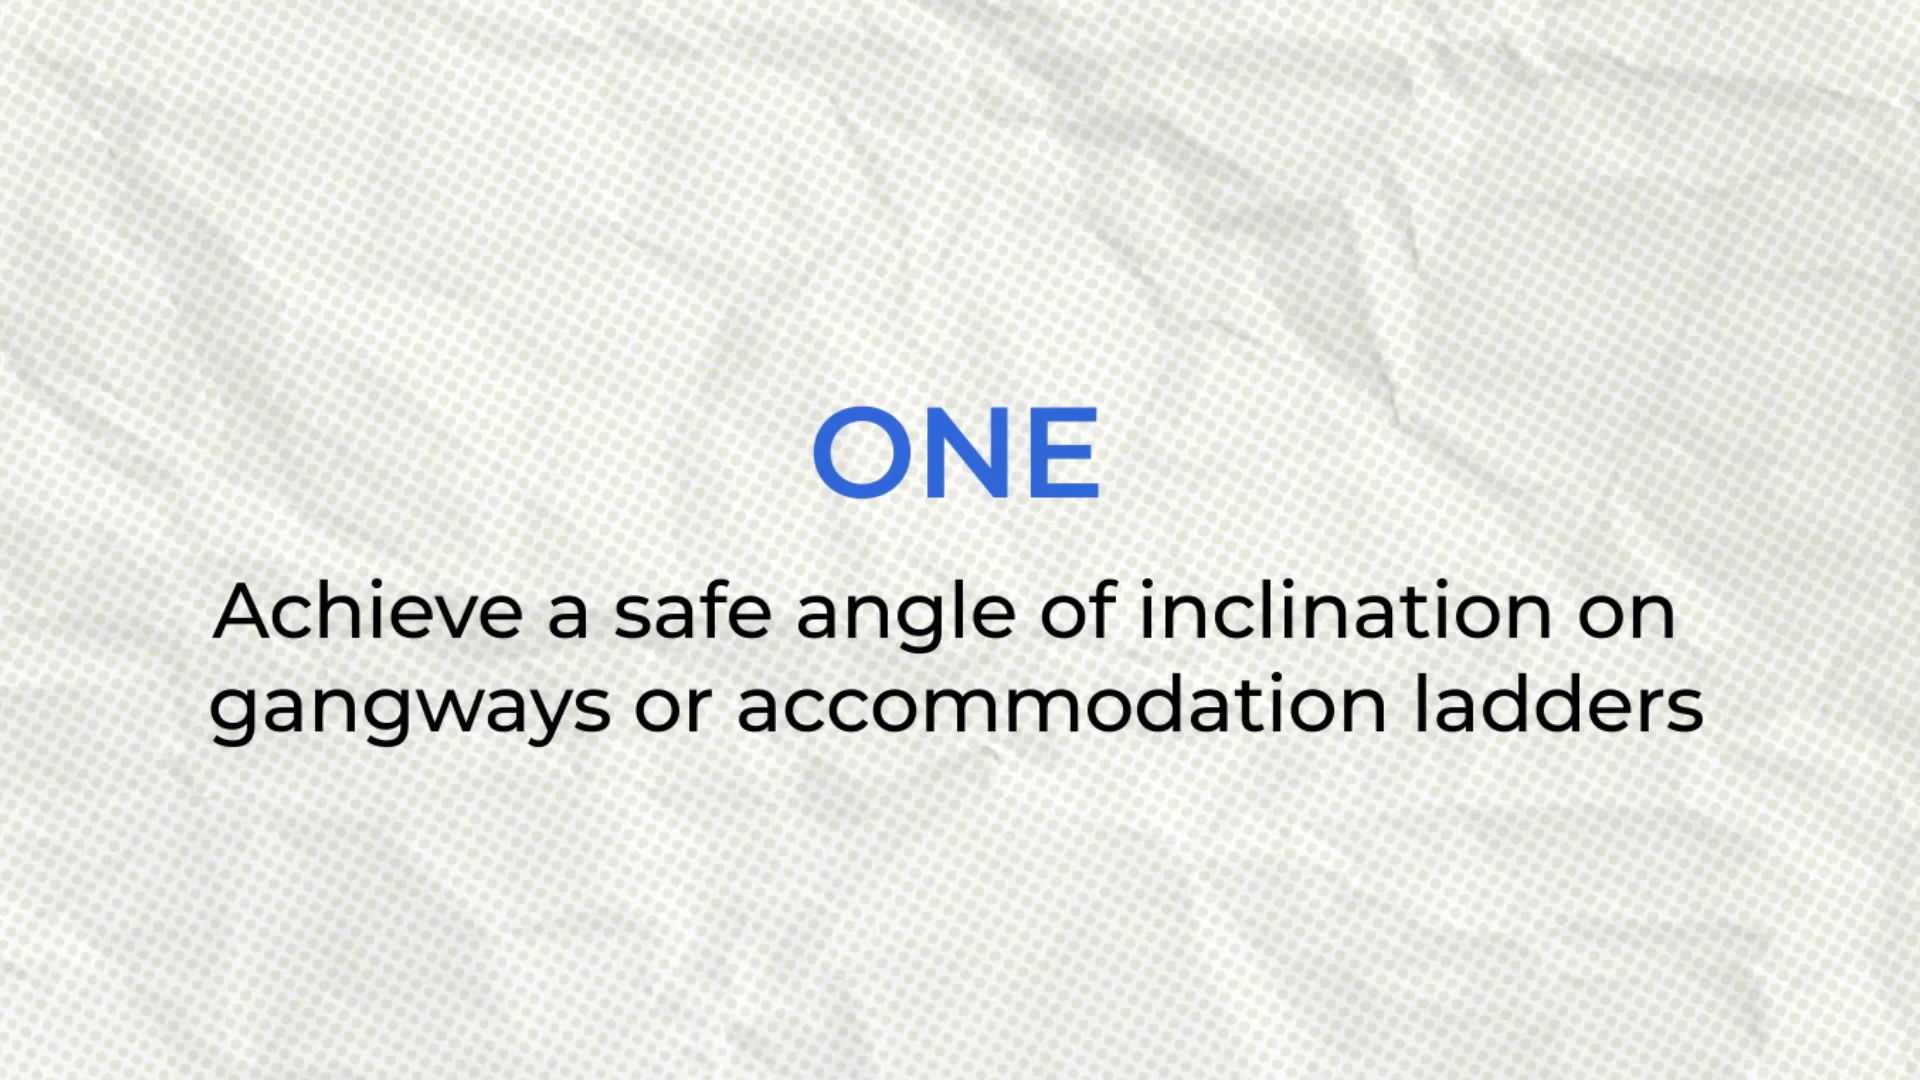 ONE
Achieve a safe angle of inclination on
gangways or accommodation ladders